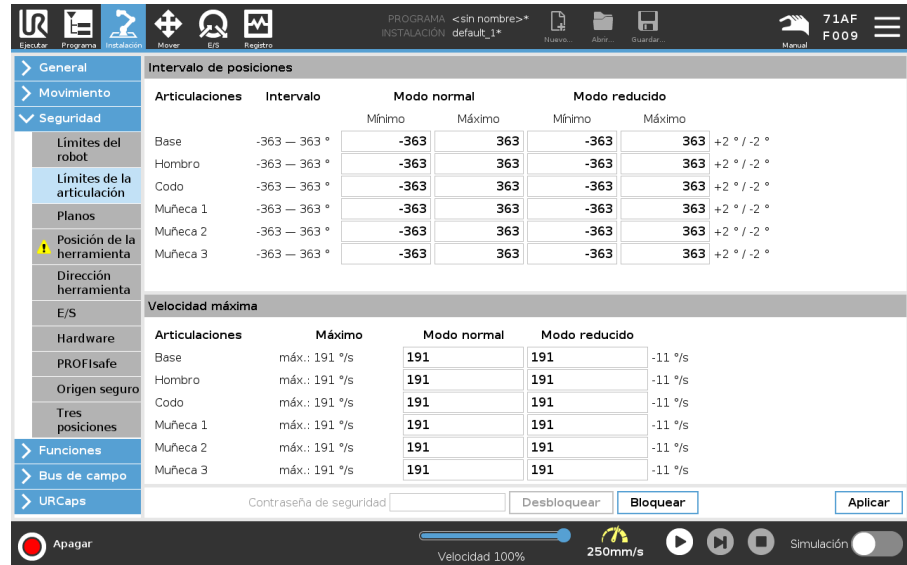 PROGRAMA <sin nombre>*
INSTALACIÓN default_1*
Ejecutar Programa Instalación Mover E/S Registro
Nuevo... Abrir... Guardar...
Manual
71AF
F009
General
Movimiento
Seguridad
Límites del
robot
Límites de la
articulación
Planos
Posición de la
herramienta
Dirección
herramienta
E/S
Hardware
PROFIsafe
Origen seguro
Tres
posiciones
Funciones
Bus de campo
URCaps
Intervalo de posiciones
Articulaciones Intervalo Modo normal Modo reducido
Mínimo Máximo Mínimo Máximo
Base -363 — 363 ° -363 363 -363 363 +2 ° / -2 °
Hombro -363 — 363 ° -363 363 -363 363 +2 ° / -2 °
Codo -363 — 363 ° -363 363 -363 363 +2 ° / -2 °
Muñeca 1 -363 — 363 ° -363 363 -363 363 +2 ° / -2 °
Muñeca 2 -363 — 363 ° -363 363 -363 363 +2 ° / -2 °
Muñeca 3 -363 — 363 ° -363 363 -363 363 +2 ° / -2 °
Velocidad máxima
Articulaciones Máximo Modo normal Modo reducido
Base máx.: 191 °/s 191 191 -11 °/s
Hombro máx.: 191 °/s 191 191 -11 °/s
Codo máx.: 191 °/s 191 191 -11 °/s
Muñeca 1 máx.: 191 °/s 191 191 -11 °/s
Muñeca 2 máx.: 191 °/s 191 191 -11 °/s
Muñeca 3 máx.: 191 °/s 191 191 -11 °/s
Contraseña de seguridad Desbloquear Bloquear Aplicar
Apagar
Velocidad 100%
250mm/s
Simulación